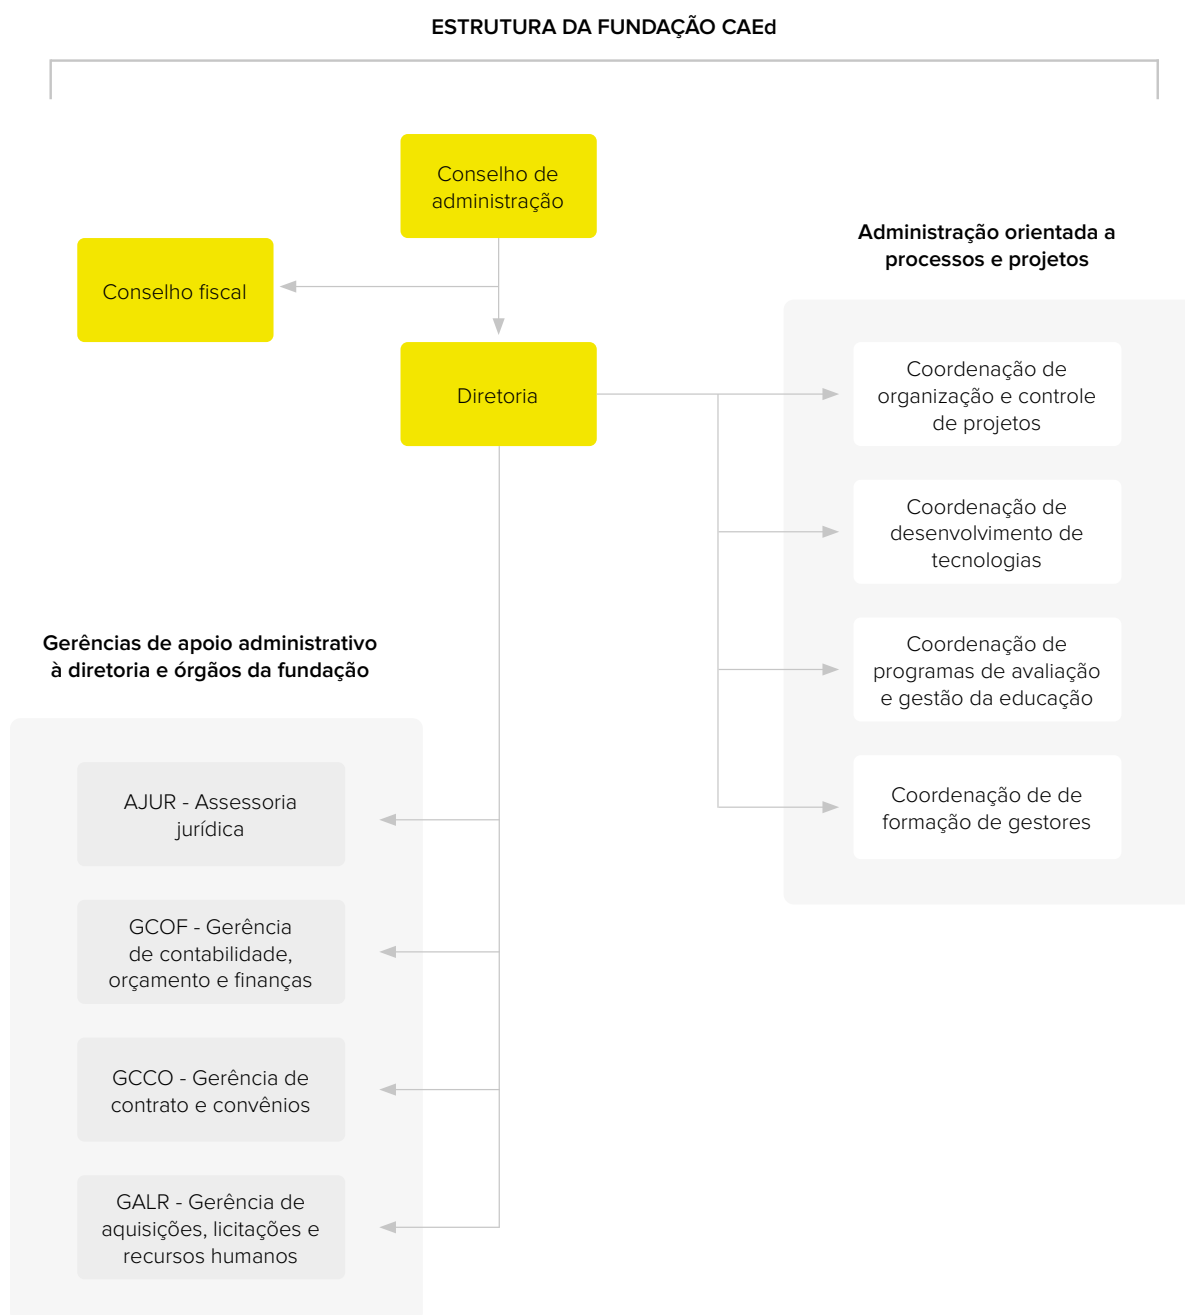 ESTRUTURA DA FUNDAÇÃO CAEd
Conselho de
administração
Conselho fiscal
Diretoria
Administração orientada a
processos e projetos
Coordenação de
organização e controle
de projetos
Coordenação de
desenvolvimento de
tecnologias
Coordenação de
programas de avaliação
e gestão da educação
Coordenação de de
formação de gestores
Gerências de apoio administrativo
à diretoria e órgãos da fundação
AJUR - Assessoria
jurídica
GCOF - Gerência
de contabilidade,
orçamento e finanças
GCCO - Gerência de
contrato e convênios
GALR - Gerência de
aquisições, licitações e
recursos humanos